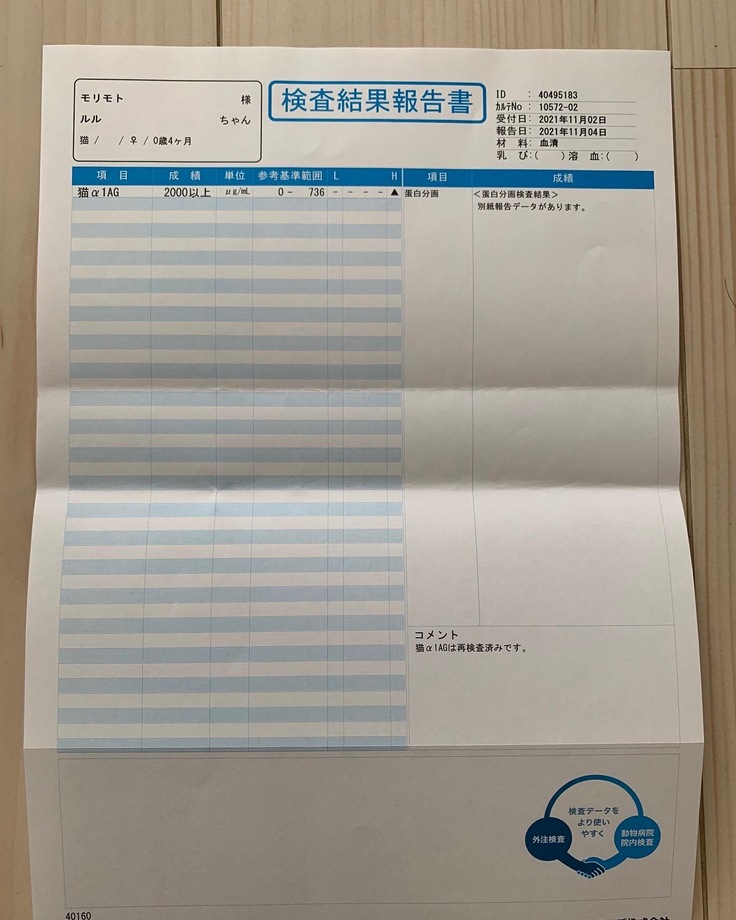 モリモト 様
ルル ちゃん
猫 / / ♀ / 0歳4ヶ月
検査結果報告書
ID : 40495183
ｶﾙﾃNo : 10572-02
受付日: 2021年11月02日
報告日: 2021年11月04日
材 料: 血清
乳 び:( ) 溶 血:( )
項 目 成 績 単位 参考基準範囲 L H 項目 成績
猫α1AG 2000以上 μg/mL 0 - 736 - - - - ▲ 蛋白分画 ＜蛋白分画検査結果＞
別紙報告データがあります。
コメント
猫α1AGは再検査済みです。
検査データを
より使い
やすく
外注検査
動物病院
院内検査
40160